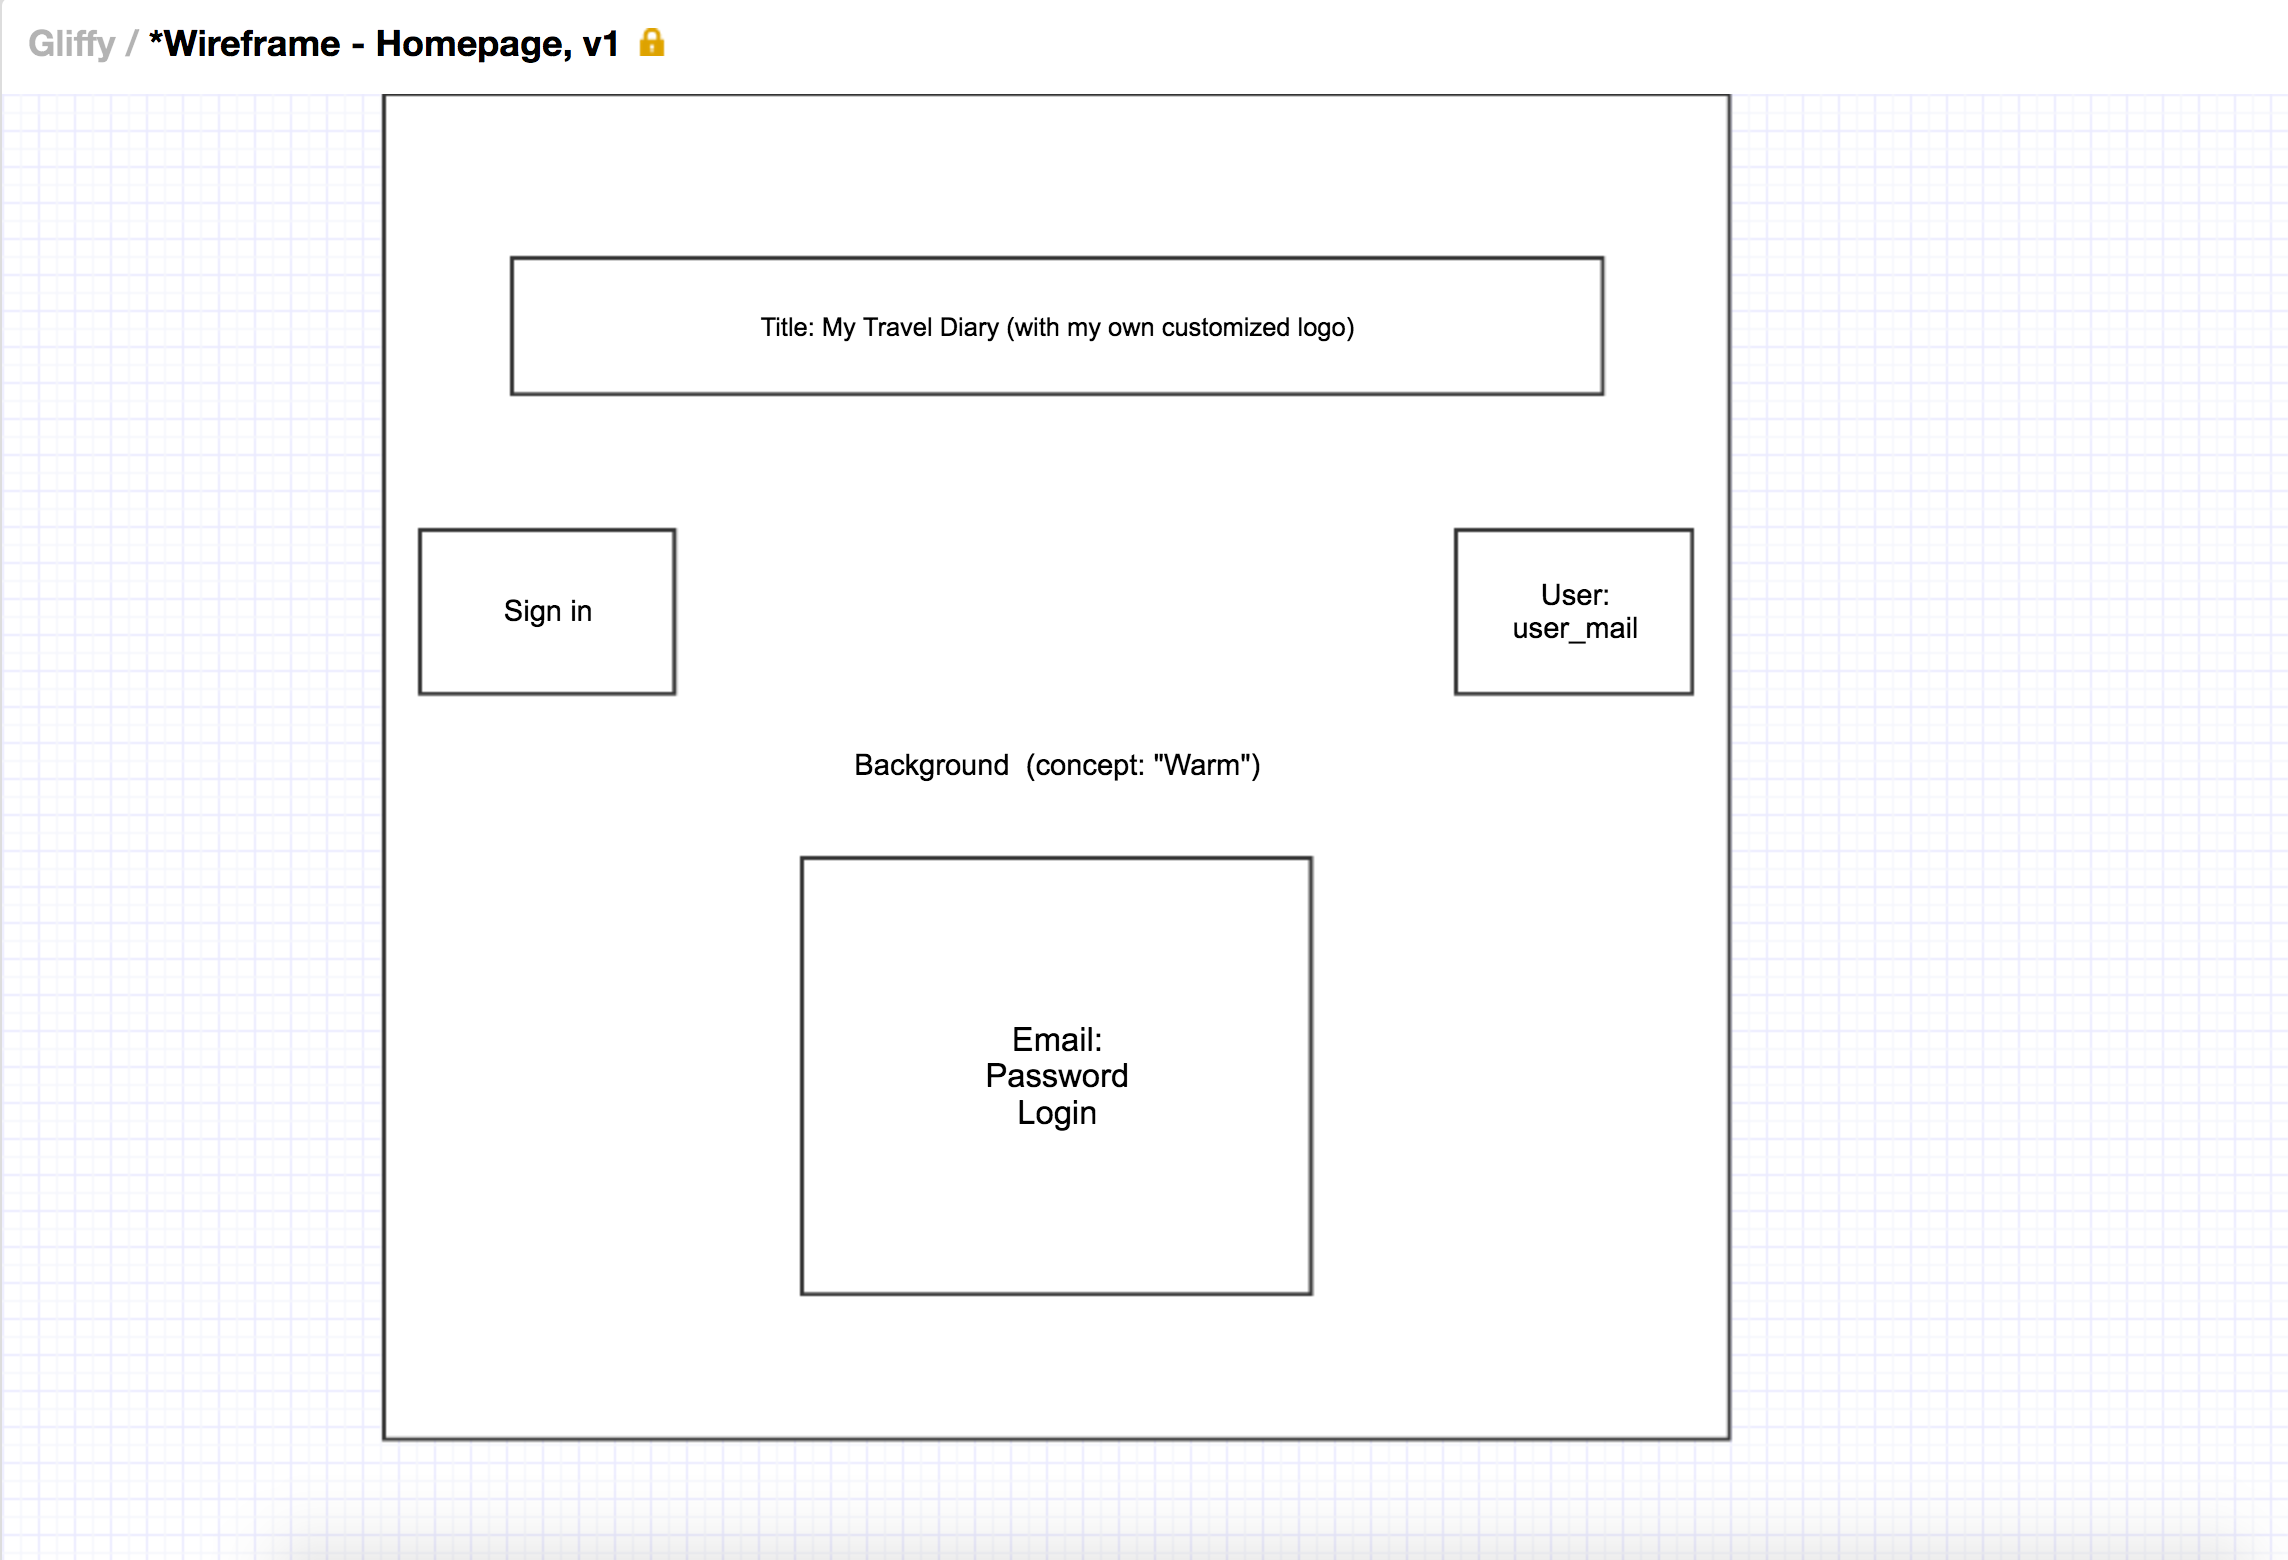 Gliffy / *Wireframe - Homepage, v1
Title: My Travel Diary (with my own customized logo)
Sign in
User:
user_mail
Background  (concept: "Warm")
Email:
Password
Login